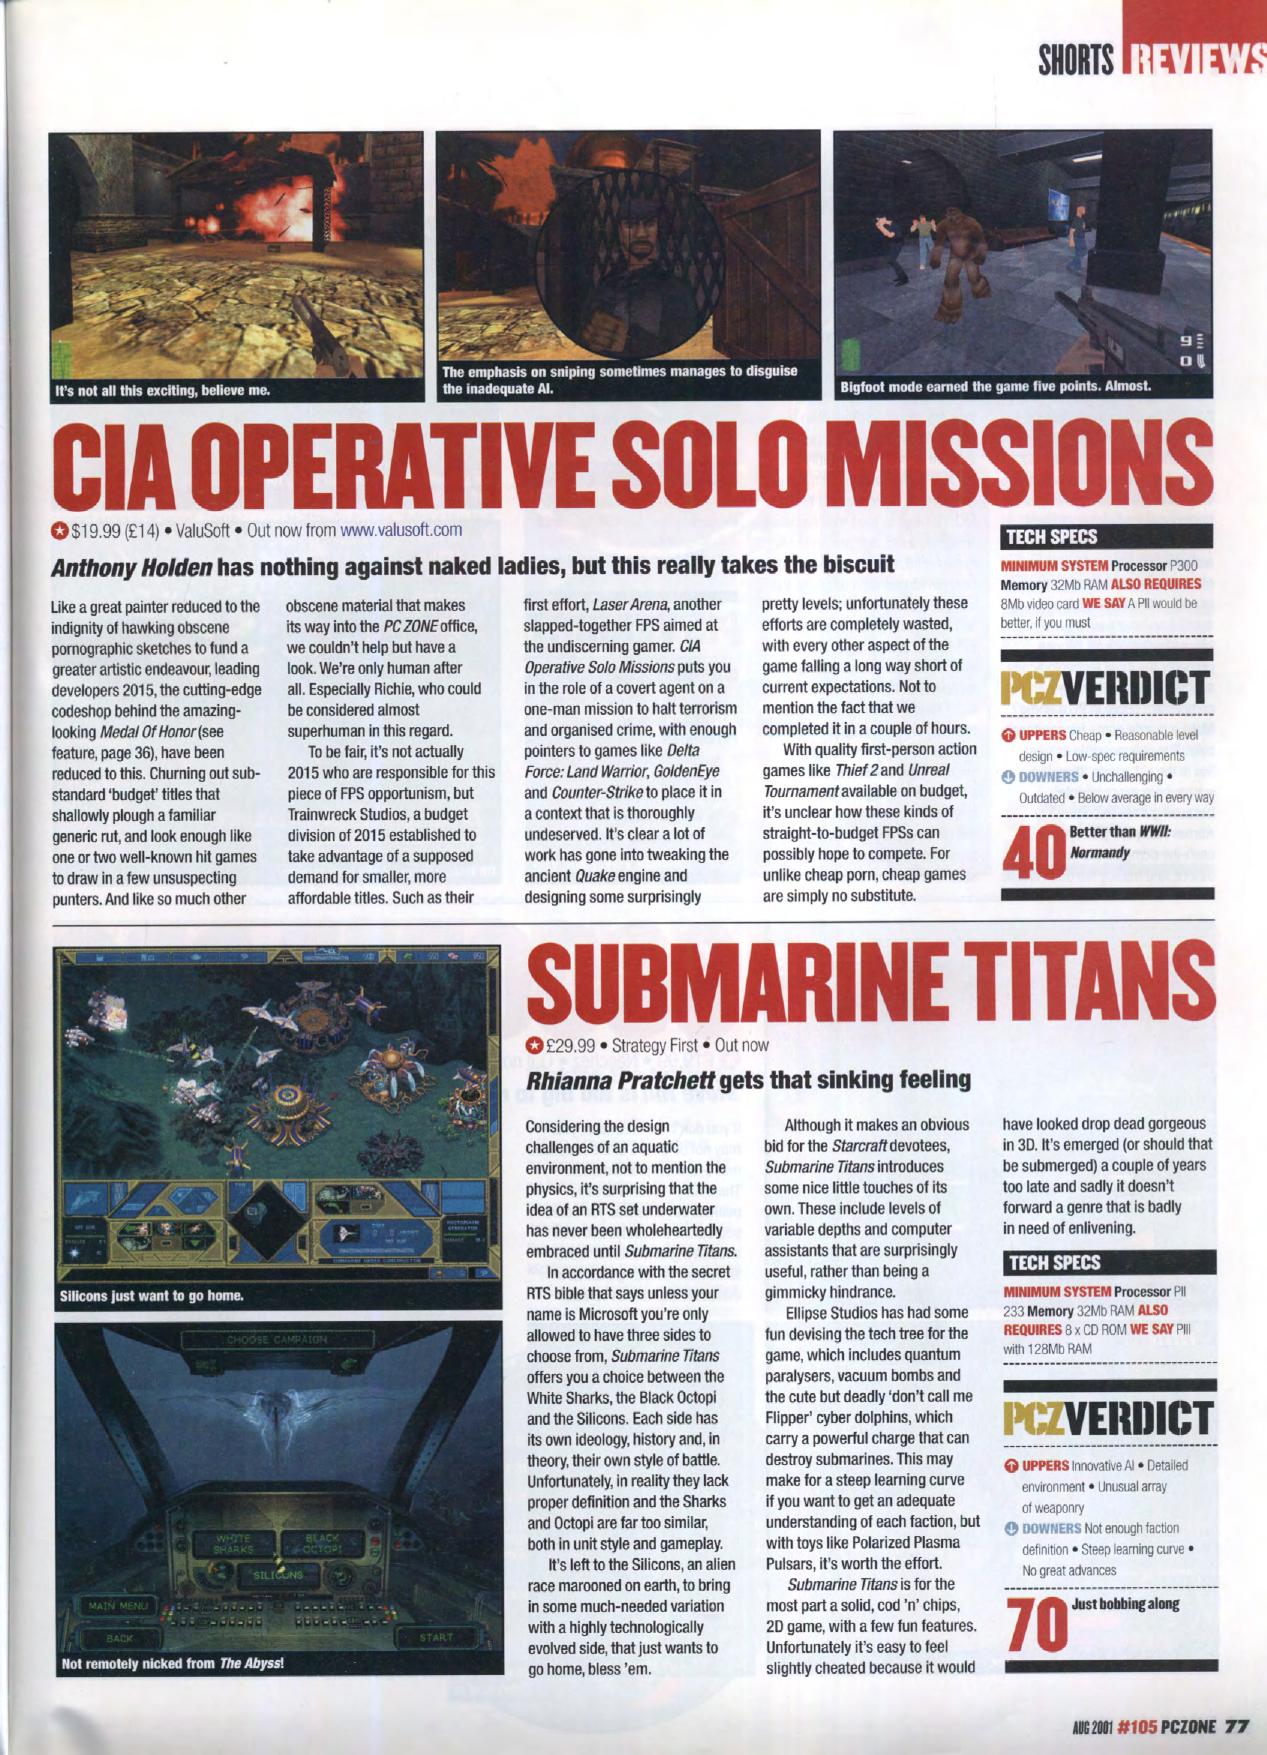 SHORTS REVIEWS
It's not all this exciting, believe me.
The emphasis on sniping sometimes manages to disguise
the inadequate AI.
Bigfoot mode earned the game five points. Almost.
CIA OPERATIVE SOLO MISSIONS
$19.99 (£14) • ValuSoft • Out now from www.valusoft.com
Anthony Holden has nothing against naked ladies, but this really takes the biscuit
Like a great painter reduced to the
indignity of hawking obscene
pornographic sketches to fund a
greater artistic endeavour, leading
developers 2015, the cutting-edge
codeshop behind the amazing-
looking Medal Of Honor (see
feature, page 36), have been
reduced to this. Churning out sub-
standard 'budget' titles that
shallowly plough a familiar
generic rut, and look enough like
one or two well-known hit games
to draw in a few unsuspecting
punters. And like so much other
obscene material that makes
its way into the PC ZONE office,
we couldn't help but have a
look. We're only human after
all. Especially Richie, who could
be considered almost
superhuman in this regard.
To be fair, it's not actually
2015 who are responsible for this
piece of FPS opportunism, but
Trainwreck Studios, a budget
division of 2015 established to
take advantage of a supposed
demand for smaller, more
affordable titles. Such as their
first effort, Laser Arena, another
slapped-together FPS aimed at
the undiscerning gamer. CIA
Operative Solo Missions puts you
in the role of a covert agent on a
one-man mission to halt terrorism
and organised crime, with enough
pointers to games like Delta
Force: Land Warrior, GoldenEye
and Counter-Strike to place it in
a context that is thoroughly
undeserved. It's clear a lot of
work has gone into tweaking the
ancient Quake engine and
designing some surprisingly
pretty levels; unfortunately these
efforts are completely wasted,
with every other aspect of the
game falling a long way short of
current expectations. Not to
mention the fact that we
completed it in a couple of hours.
With quality first-person action
games like Thief 2 and Unreal
Tournament available on budget,
it's unclear how these kinds of
straight-to-budget FPSs can
possibly hope to compete. For
unlike cheap porn, cheap games
are simply no substitute.
TECH SPECS
MINIMUM SYSTEM Processor P300
Memory 32Mb RAM ALSO REQUIRES
8Mb video card WE SAY A PII would be
better, if you must
PCZVERDICT
UPPERS Cheap • Reasonable level
design • Low-spec requirements
DOWNERS • Unchallenging •
Outdated • Below average in every way
40 Better than WWII:
Normandy
Silicons just want to go home.
CHOOSE CAMPAIGN
WHITE
SHARKS
BLACK
OCTOPI
SILICONS
MAIN MENU
BACK
START
Not remotely nicked from The Abyss!
SUBMARINE TITANS
£29.99 • Strategy First • Out now
Rhianna Pratchett gets that sinking feeling
Considering the design
challenges of an aquatic
environment, not to mention the
physics, it's surprising that the
idea of an RTS set underwater
has never been wholeheartedly
embraced until Submarine Titans.
In accordance with the secret
RTS bible that says unless your
name is Microsoft you're only
allowed to have three sides to
choose from, Submarine Titans
offers you a choice between the
White Sharks, the Black Octopi
and the Silicons. Each side has
its own ideology, history and, in
theory, their own style of battle.
Unfortunately, in reality they lack
proper definition and the Sharks
and Octopi are far too similar,
both in unit style and gameplay.
It's left to the Silicons, an alien
race marooned on earth, to bring
in some much-needed variation
with a highly technologically
evolved side, that just wants to
go home, bless 'em.
Although it makes an obvious
bid for the Starcraft devotees,
Submarine Titans introduces
some nice little touches of its
own. These include levels of
variable depths and computer
assistants that are surprisingly
useful, rather than being a
gimmicky hindrance.
Ellipse Studios has had some
fun devising the tech tree for the
game, which includes quantum
paralysers, vacuum bombs and
the cute but deadly 'don't call me
Flipper' cyber dolphins, which
carry a powerful charge that can
destroy submarines. This may
make for a steep learning curve
if you want to get an adequate
understanding of each faction, but
with toys like Polarized Plasma
Pulsars, it's worth the effort.
Submarine Titans is for the
most part a solid, cod 'n' chips,
2D game, with a few fun features.
Unfortunately it's easy to feel
slightly cheated because it would
have looked drop dead gorgeous
in 3D. It's emerged (or should that
be submerged) a couple of years
too late and sadly it doesn't
forward a genre that is badly
in need of enlivening.
TECH SPECS
MINIMUM SYSTEM Processor PII
233 Memory 32Mb RAM ALSO
REQUIRES 8 x CD ROM WE SAY PIII
with 128Mb RAM
PCZVERDICT
UPPERS Innovative AI • Detailed
environment • Unusual array
of weaponry
DOWNERS Not enough faction
definition • Steep learning curve •
No great advances
70 Just bobbing along
AUG 2001 #105 PCZONE 77